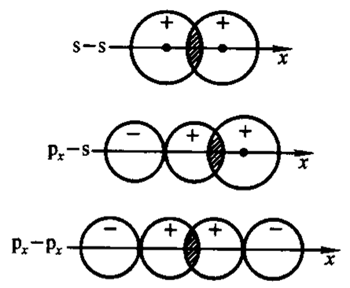 s–s + + x
pₓ–s − + + x
pₓ–pₓ − + + − x